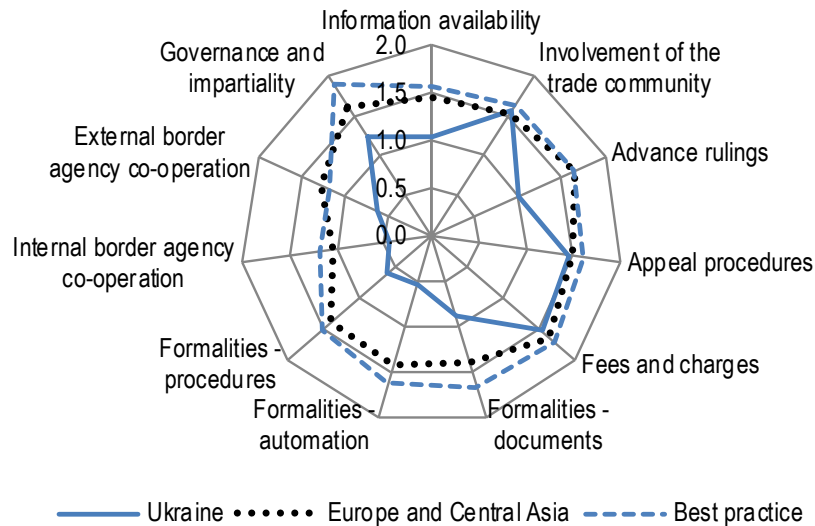 Information availability
2.0
Governance and
impartiality
Involvement of the
trade community
1.5
External border
agency co-operation
1.0
Advance rulings
0.5
Internal border agency
co-operation
0.0
Appeal procedures
Formalities -
procedures
Fees and charges
Formalities -
automation
Formalities -
documents
Ukraine
Europe and Central Asia
Best practice